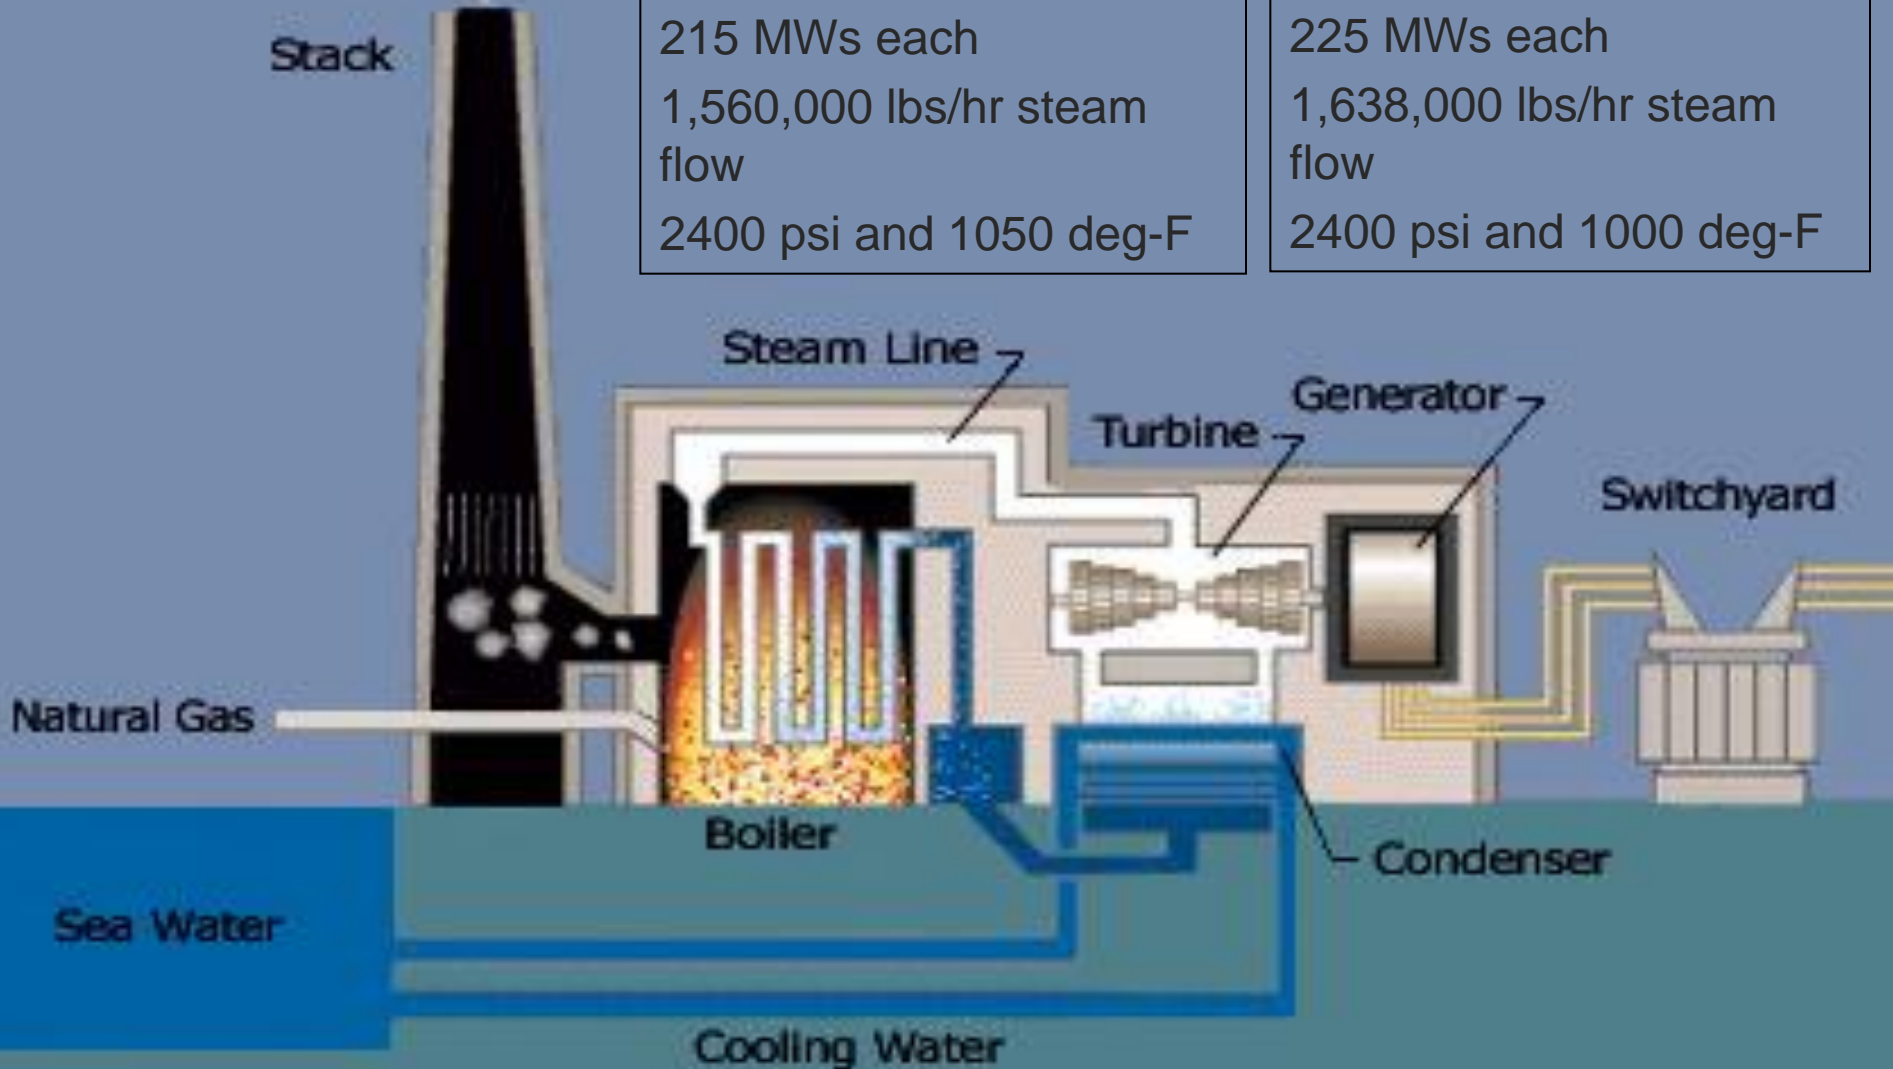 Stack
215 MWs each
1,560,000 lbs/hr steam
flow
2400 psi and 1050 deg-F
225 MWs each
1,638,000 lbs/hr steam
flow
2400 psi and 1000 deg-F
Steam Line
Generator
Turbine
Switchyard
Natural Gas
Boiler
Condenser
Sea Water
Cooling Water